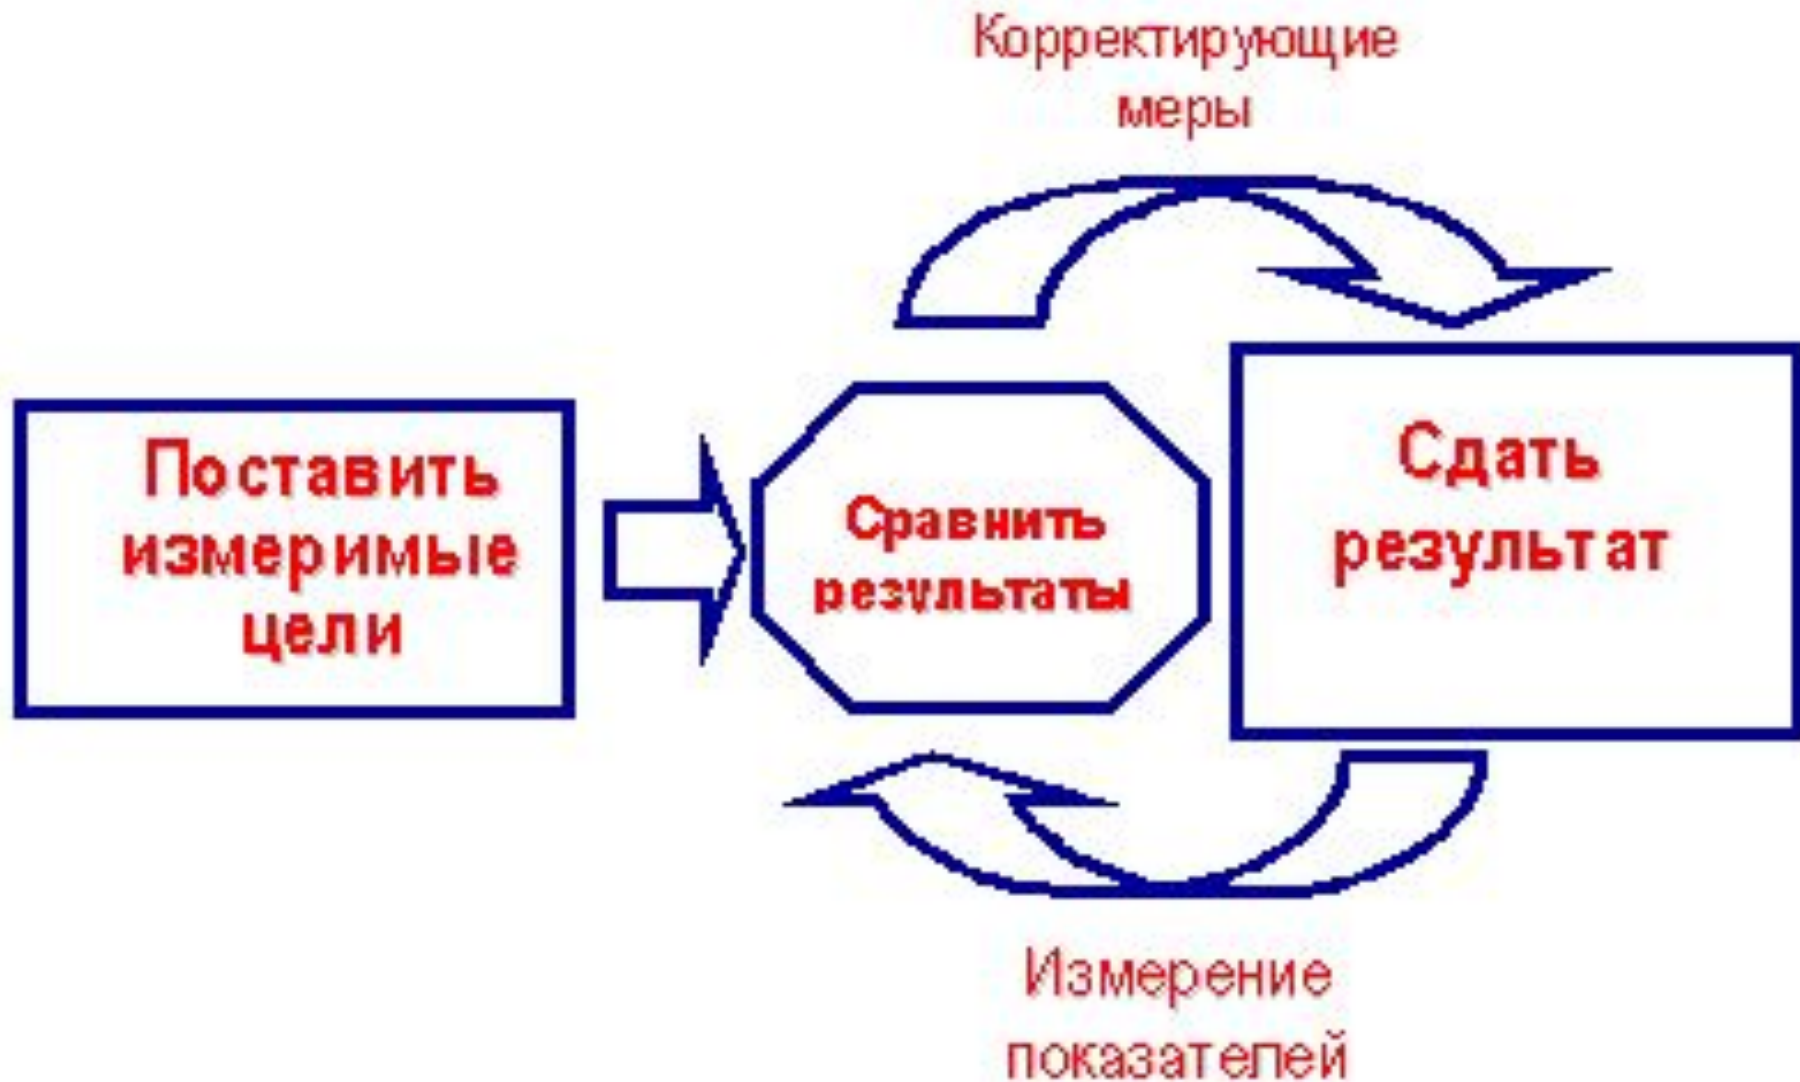 Корректирующие
меры
Поставить
измеримые
цели
Сравнить
результаты
Сдать
результат
Измерение
показателей